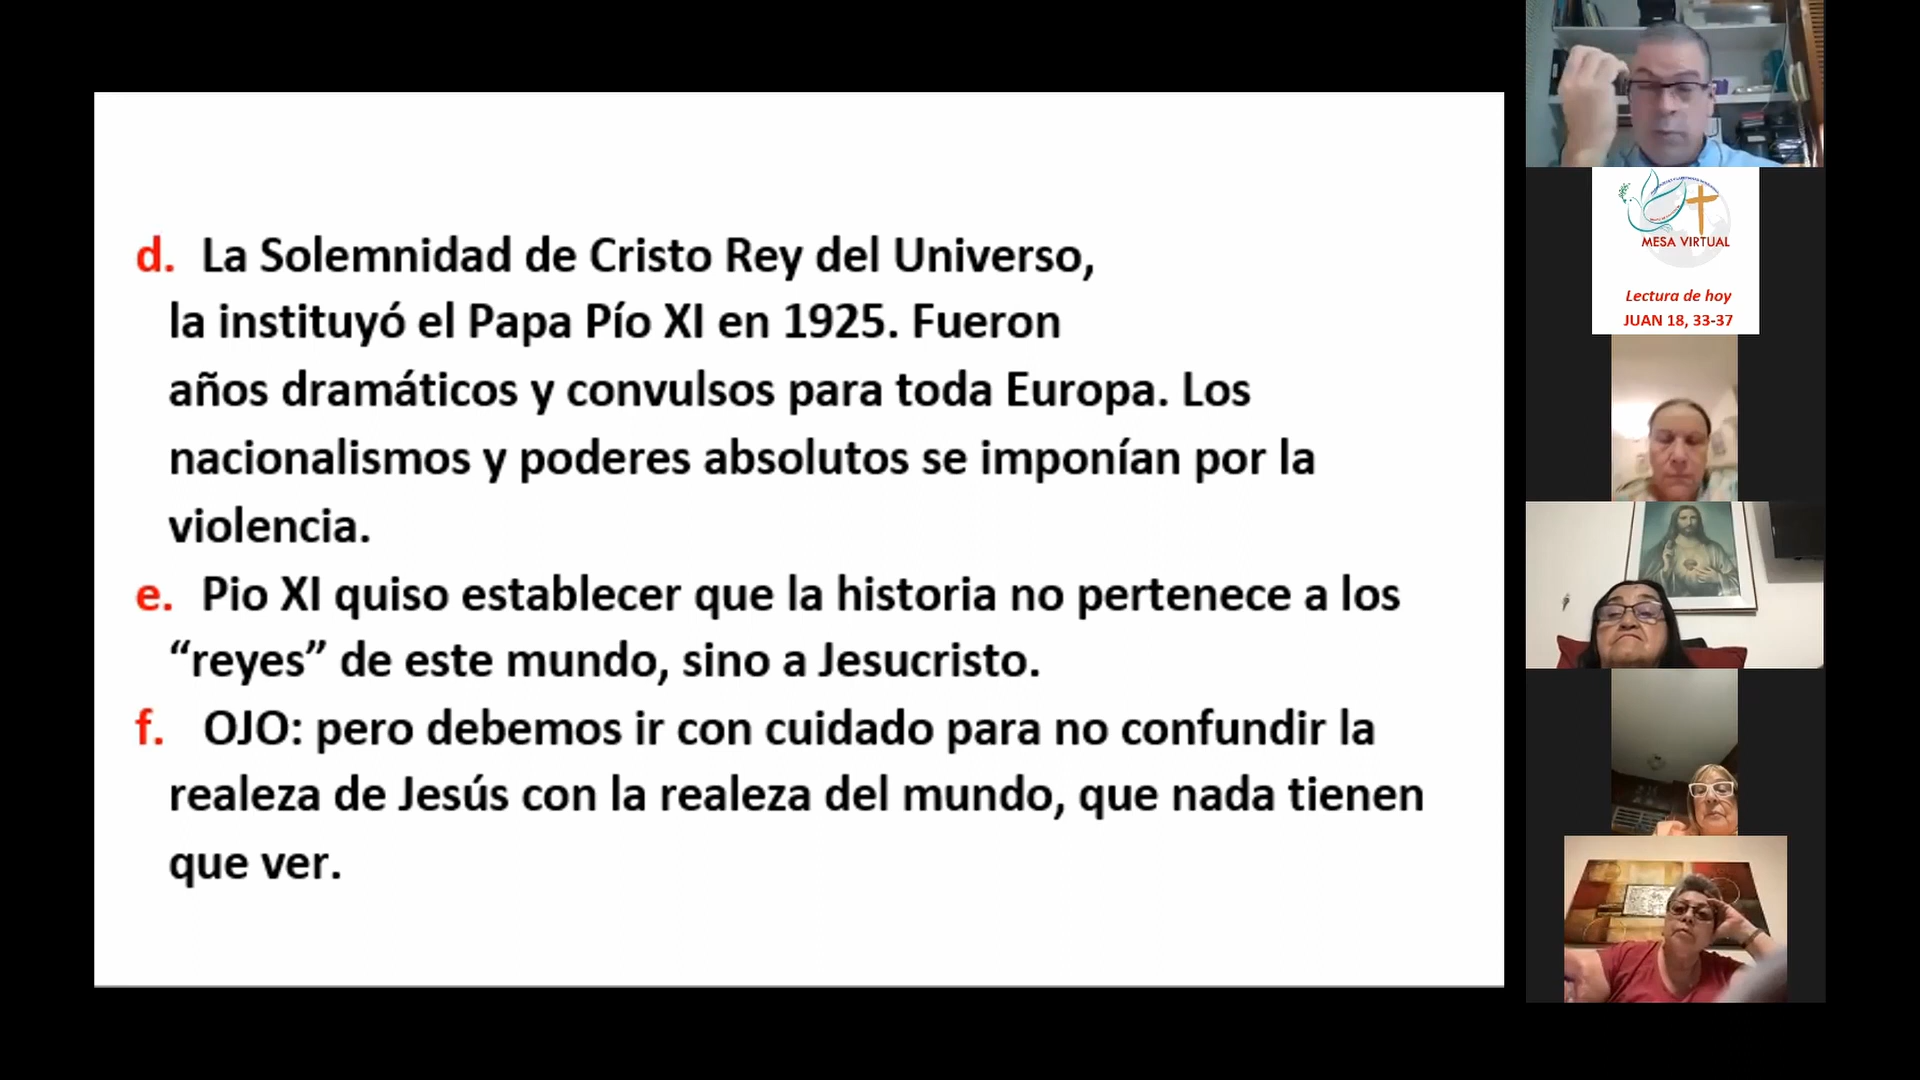 d. La Solemnidad de Cristo Rey del Universo,
la instituyó el Papa Pío XI en 1925. Fueron
años dramáticos y convulsos para toda Europa. Los
nacionalismos y poderes absolutos se imponían por la
violencia.
e. Pio XI quiso establecer que la historia no pertenece a los
“reyes” de este mundo, sino a Jesucristo.
f. OJO: pero debemos ir con cuidado para no confundir la
realeza de Jesús con la realeza del mundo, que nada tienen
que ver.
MESA VIRTUAL
Lectura de hoy
JUAN 18, 33-37